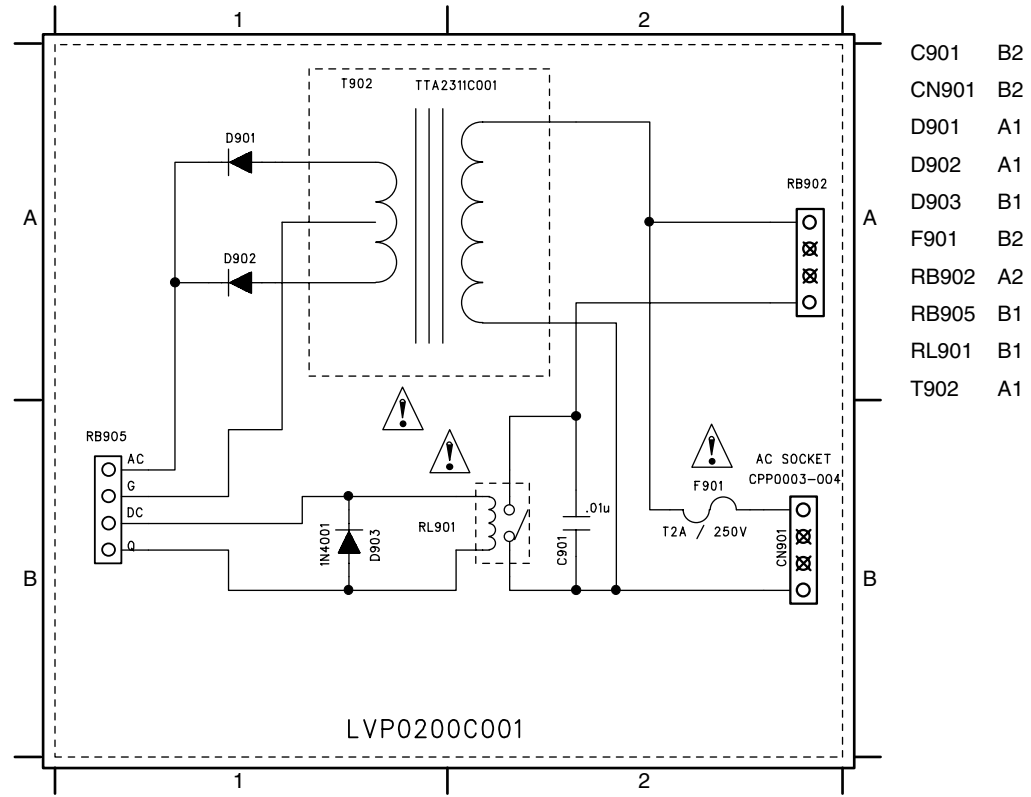 1 2
T902 TTA2311C001
D901
RB902
A A
D902
RB905
AC
G
DC
Q
1N4001
D903
RL901
.01u
C901
AC SOCKET
CPP0003-004
F901
T2A / 250V
CN901
B B
LVP0200C001
1 2
C901 B2
CN901 B2
D901 A1
D902 A1
D903 B1
F901 B2
RB902 A2
RB905 B1
RL901 B1
T902 A1